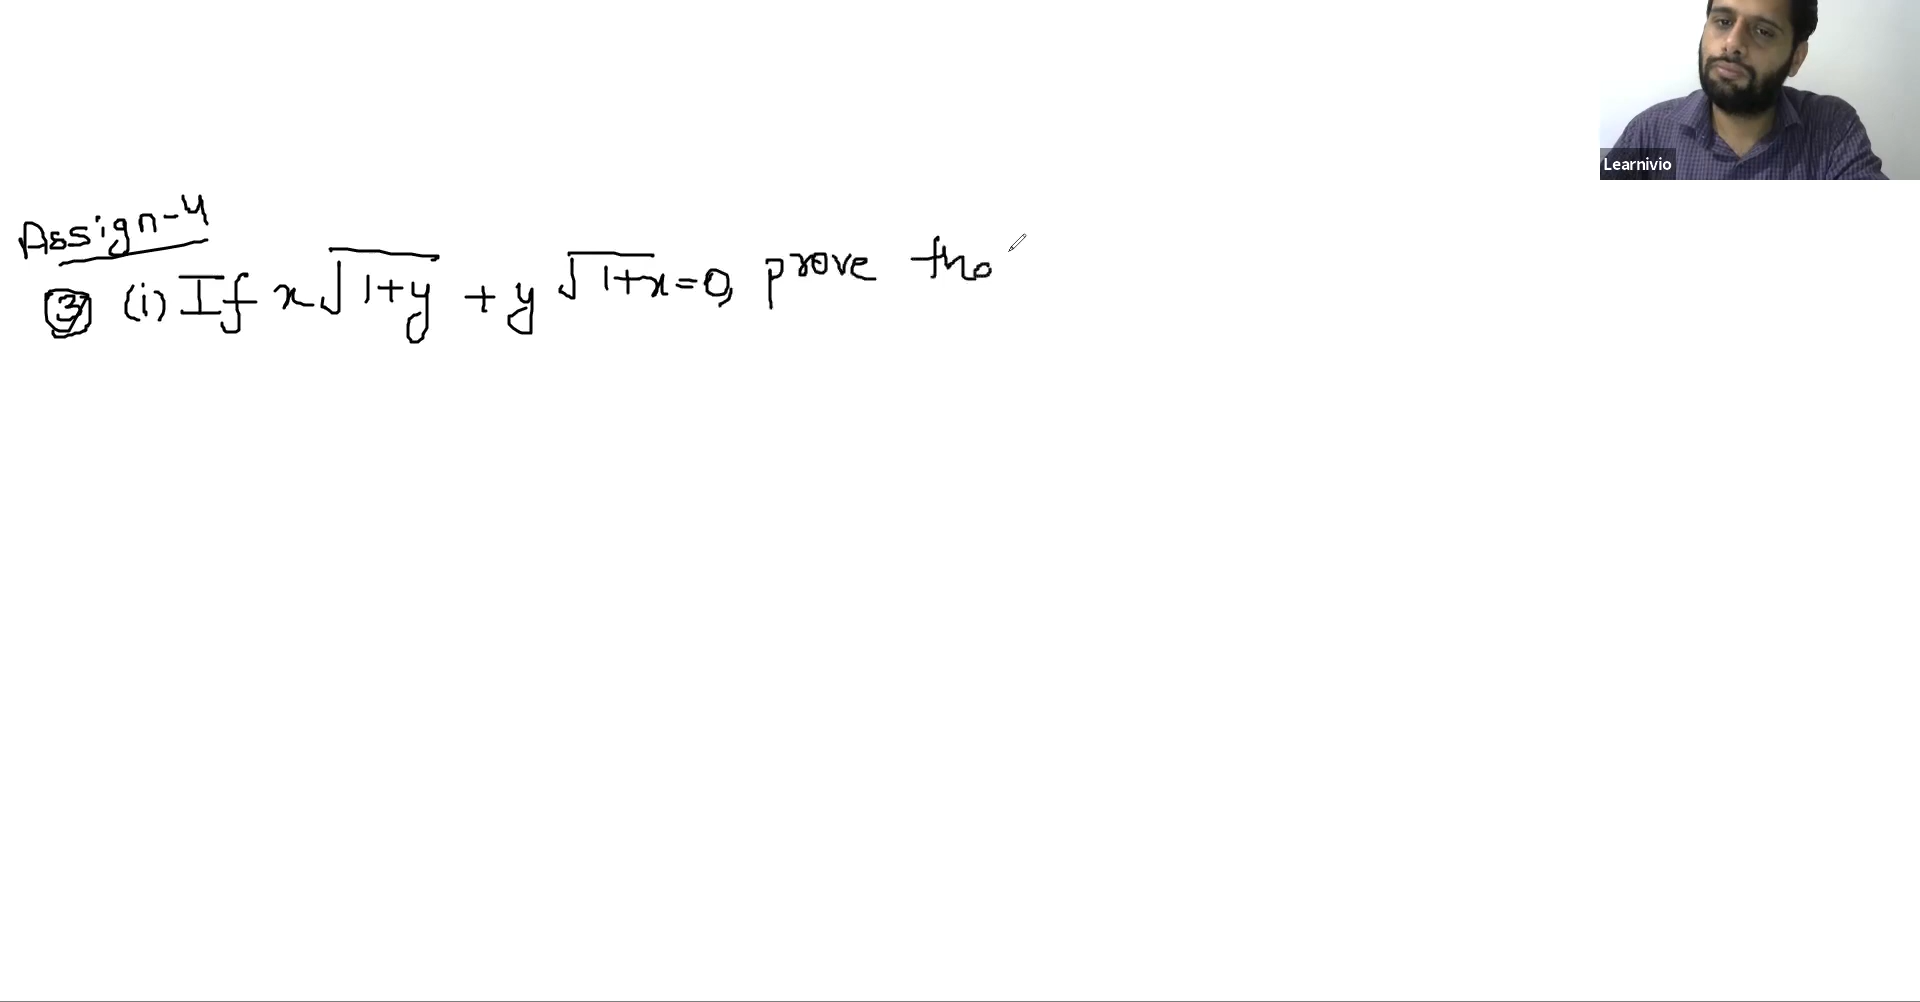 Learnivio
Assign-4
③ (i) If x√(1+y) + y√(1+x) = 0, prove tha